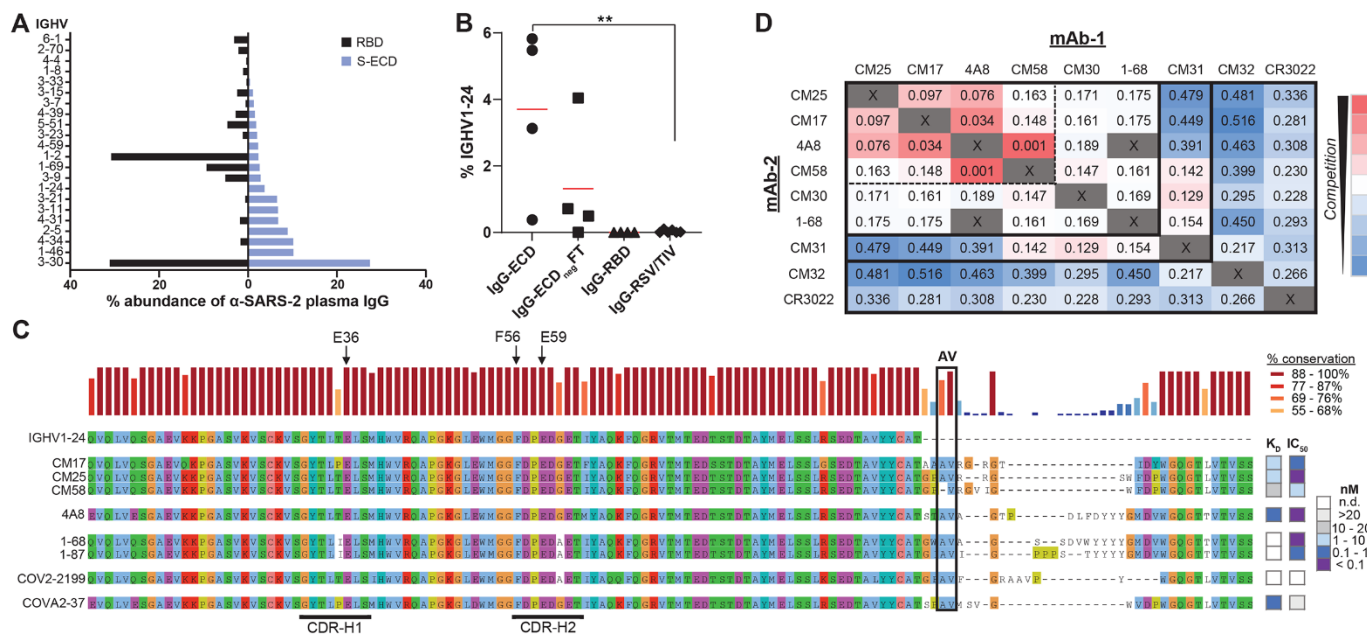 A
IGHV
6-1
2-70
4-4
1-8
3-33
3-15
3-7
4-39
5-51
3-23
4-59
1-2
1-69
3-9
1-24
3-21
3-11
4-31
2-5
4-34
1-46
3-30
RBD
S-ECD
40 20 0 20 40
% abundance of α-SARS-2 plasma IgG
B
**
% IGHV1-24
6
4
2
0
IgG-ECD
IgG-ECD neg FT
IgG-RBD
IgG-RSV/TIV
D
mAb-1
CM25 CM17 4A8 CM58 CM30 1-68 CM31 CM32 CR3022
mAb-2
CM25 X 0.097 0.076 0.163 0.171 0.175 0.479 0.481 0.336
CM17 0.097 X 0.034 0.148 0.161 0.175 0.449 0.516 0.281
4A8 0.076 0.034 X 0.001 0.189 X 0.391 0.463 0.308
CM58 0.163 0.148 0.001 X 0.147 0.161 0.142 0.399 0.230
CM30 0.171 0.161 0.189 0.147 X 0.169 0.129 0.295 0.228
1-68 0.175 0.175 X 0.161 0.169 X 0.154 0.450 0.293
CM31 0.479 0.449 0.391 0.142 0.129 0.154 X 0.217 0.313
CM32 0.481 0.516 0.463 0.399 0.295 0.450 0.217 X 0.266
CR3022 0.336 0.281 0.308 0.230 0.228 0.293 0.313 0.266 X
Competition
C
E36 F56 E59 AV
% conservation
88 - 100%
77 - 87%
69 - 76%
55 - 68%
IGHV1-24 QVQLVQSGAEVKKPGASVKVSCKVSGYTLTELSMHWVRQAPGKGLEWMGGFDPEDGETIYAQKFQGRVTMTEDTSTDTAYMELSSLRSEDTAVYYCAT
CM17 QVQLVQSGAEVQKPGASVKVSCKVSGYTLPELSMHWVRQAPGKGLEWMGGFDPEDGETIYAQKFQGRVTMTEDTSTDTAYMELSSLGSEDTAVYYCATAAAVRG-RGT IDYWGQGTLVTVSS
CM25
CM58
4A8
1-68
1-87
COV2-2199
COVA2-37
CDR-H1 CDR-H2
KD IC50
nM
n.d.
>20
10 - 20
1 - 10
0.1 - 1
< 0.1